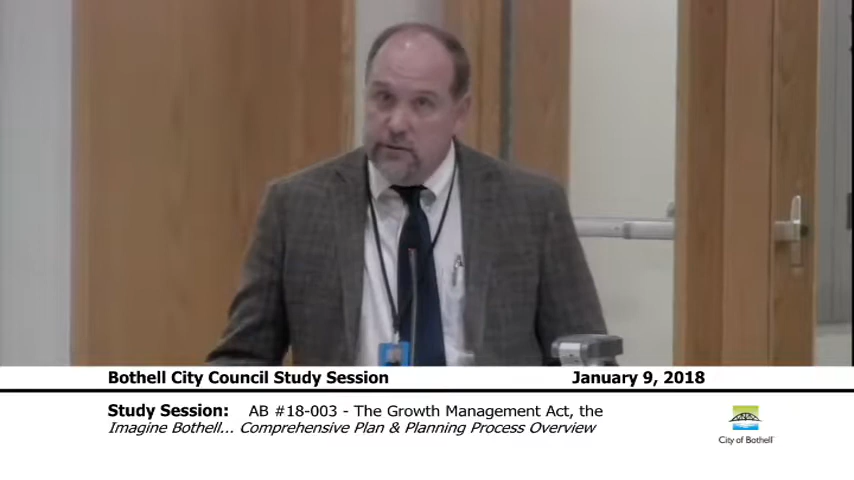 Bothell City Council Study Session January 9, 2018
Study Session: AB #18-003 - The Growth Management Act, the
Imagine Bothell... Comprehensive Plan & Planning Process Overview
City of Bothell